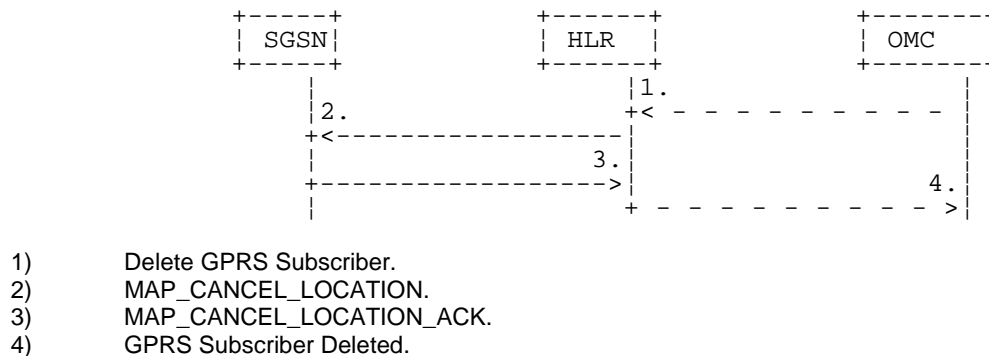 SGSN HLR OMC
1.
2.
3.
4.
1) Delete GPRS Subscriber.
2) MAP_CANCEL_LOCATION.
3) MAP_CANCEL_LOCATION_ACK.
4) GPRS Subscriber Deleted.